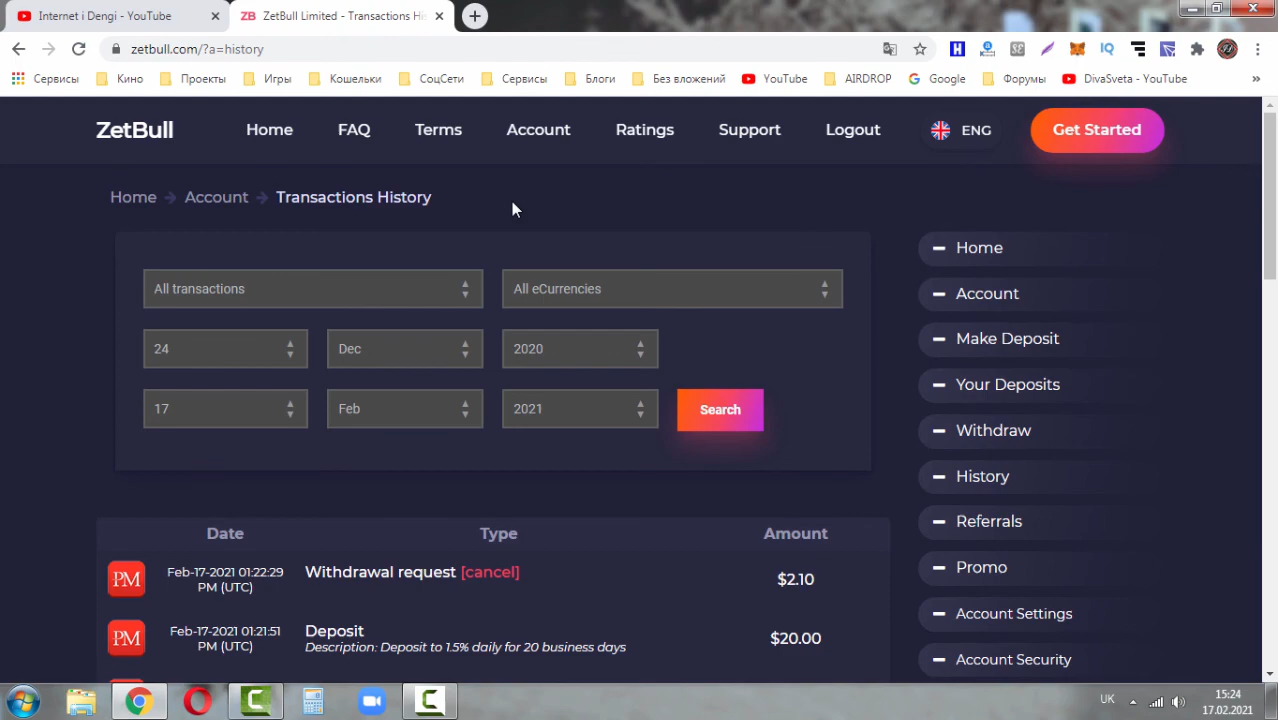 Internet i Dengi - YouTube
ZB ZetBull Limited - Transactions His
zetbull.com/?a=history
Сервисы
Кино
Проекты
Игры
Кошельки
СоцСети
Сервисы
Блоги
Без вложений
YouTube
AIRDROP
Google
Форумы
DivaSveta - YouTube
ZetBull
Home
FAQ
Terms
Account
Ratings
Support
Logout
ENG
Get Started
Home
Account
Transactions History
All transactions
All eCurrencies
24
Dec
2020
17
Feb
2021
Search
Home
Account
Make Deposit
Your Deposits
Withdraw
History
Referrals
Promo
Account Settings
Account Security
Date
Type
Amount
PM
Feb-17-2021 01:22:29
PM (UTC)
Withdrawal request [cancel]
$2.10
PM
Feb-17-2021 01:21:51
PM (UTC)
Deposit
Description: Deposit to 1.5% daily for 20 business days
$20.00
UK
15:24
17.02.2021